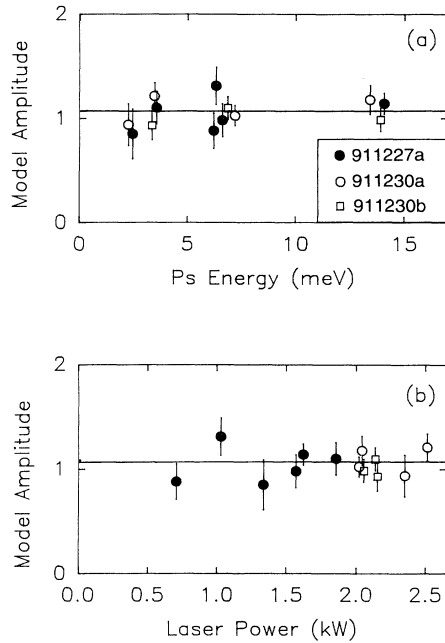 2
(a)
Model Amplitude
1
0
911227a
911230a
911230b
0 5 10 15
Ps Energy (meV)
2
(b)
Model Amplitude
1
0
0.0 0.5 1.0 1.5 2.0 2.5
Laser Power (kW)